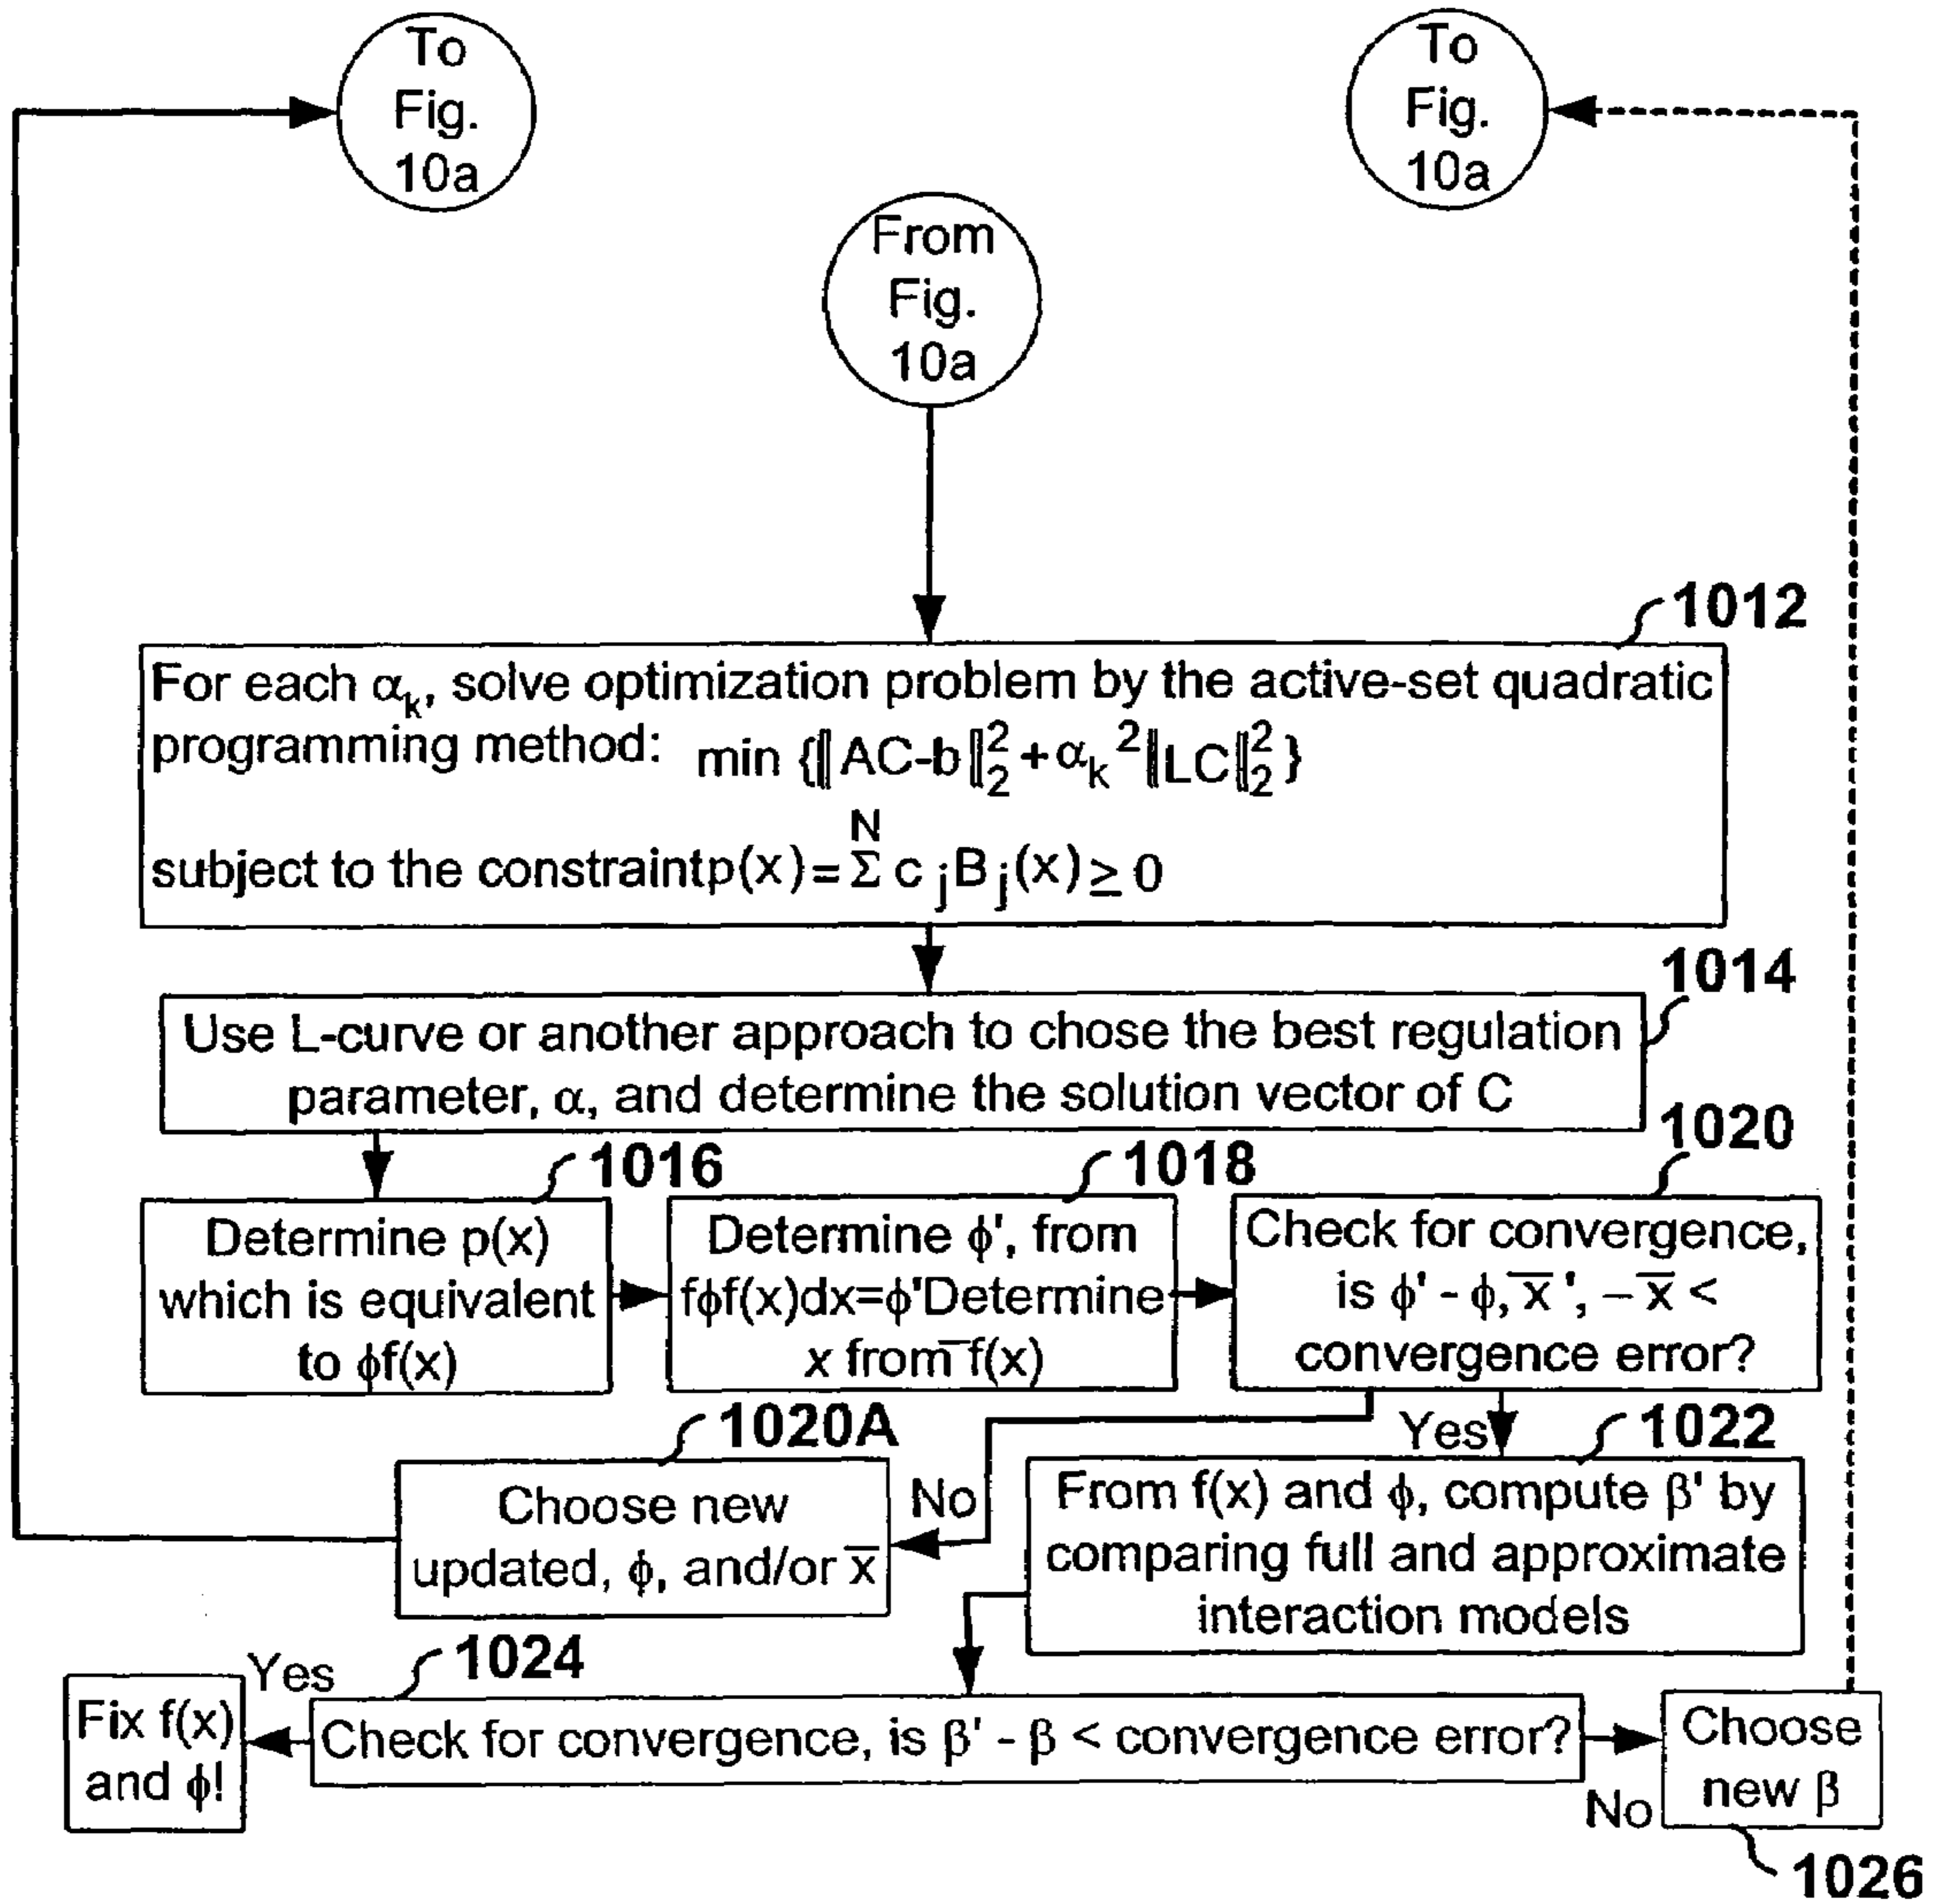 To
Fig.
10a
To
Fig.
10a
From
Fig.
10a
1012
For each αk, solve optimization problem by the active-set quadratic
programming method: min {‖AC-b‖₂² + αk²‖LC‖₂²}
N
subject to the constraintp(x)=Σ c j B j(x) ≥ 0
1014
Use L-curve or another approach to chose the best regulation
parameter, α, and determine the solution vector of C
1016
Determine p(x)
which is equivalent
to ϕf(x)
1018
Determine ϕ', from
fϕf(x)dx=ϕ'Determine
x from‾f(x)
1020
Check for convergence,
is ϕ' - ϕ, x̅ ', – x̅ <
convergence error?
1020A
Choose new
updated, ϕ, and/or x̅
No
Yes
1022
From f(x) and ϕ, compute β' by
comparing full and approximate
interaction models
1024
Check for convergence, is β' - β < convergence error?
Yes
Fix f(x)
and ϕ!
No
Choose
new β
1026